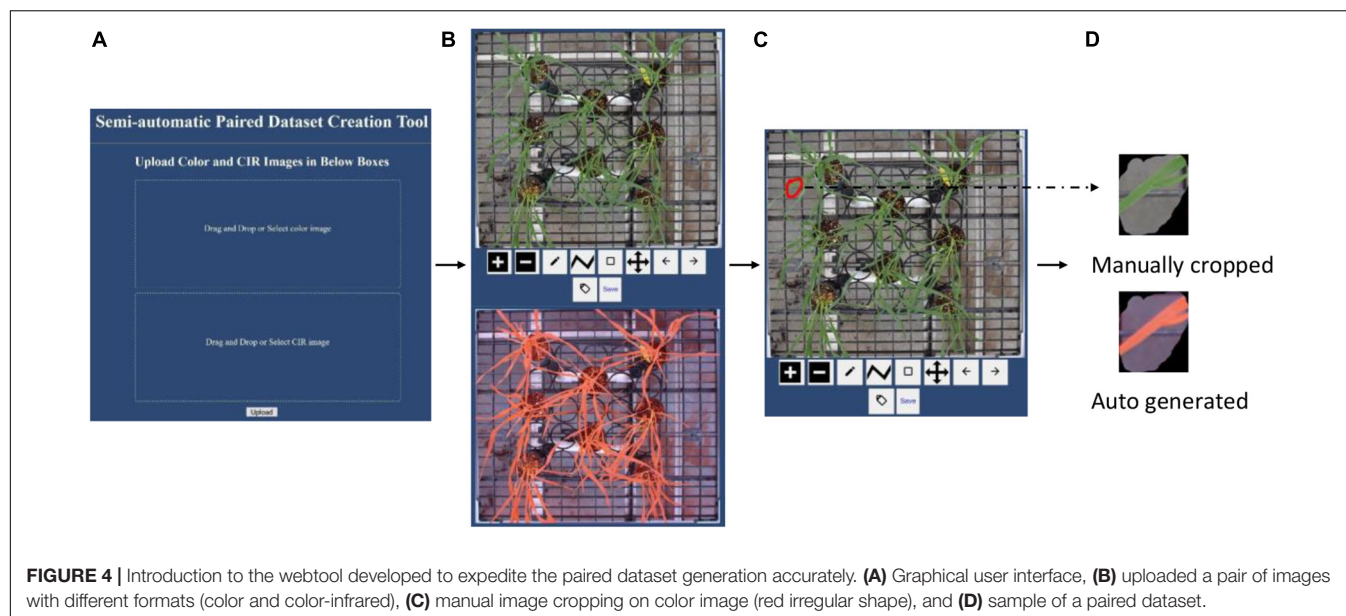 A
B
C
D
Semi-automatic Paired Dataset Creation Tool
Upload Color and CIR Images in Below Boxes
Drag and Drop or Select color image
Drag and Drop or Select CIR image
Upload
Save
Save
Manually cropped
Auto generated
FIGURE 4 | Introduction to the webtool developed to expedite the paired dataset generation accurately. (A) Graphical user interface, (B) uploaded a pair of images
with different formats (color and color-infrared), (C) manual image cropping on color image (red irregular shape), and (D) sample of a paired dataset.